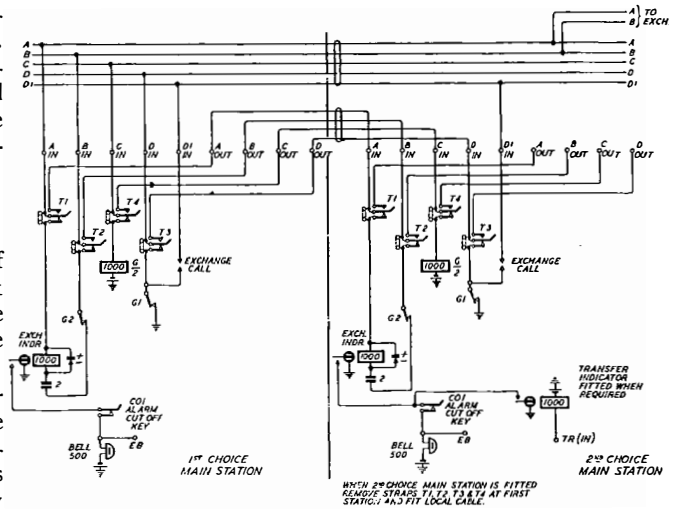 A } TO
B } EXCH
A A
B B
C C
D D
D1 D1
A IN
B IN
C IN
D IN
D1 IN
A OUT
B OUT
C OUT
D OUT
A IN
B IN
C IN
D IN
D1 IN
A OUT
B OUT
C OUT
D OUT
T1
T4
T2
T3
T1
T4
T2
T3
1000 G/2
EXCHANGE CALL
1000 G/2
EXCHANGE CALL
G2
G1
G2
G1
EXCH INDR
1000
2
EXCH. INDR
1000
2
TRANSFER
INDICATOR
FITTED WHEN
REQUIRED
1000
CO1
ALARM
CUT OFF
KEY
CO1
ALARM
CUT OFF
KEY
BELL 500
EB
BELL 500
EB
TR (IN)
1ST CHOICE
MAIN STATION
2ND CHOICE
MAIN STATION
WHEN 2ND CHOICE MAIN STATION IS FITTED
REMOVE STRAPS T1, T2, T3 & T4 AT FIRST
STATION AND FIT LOCAL CABLE.